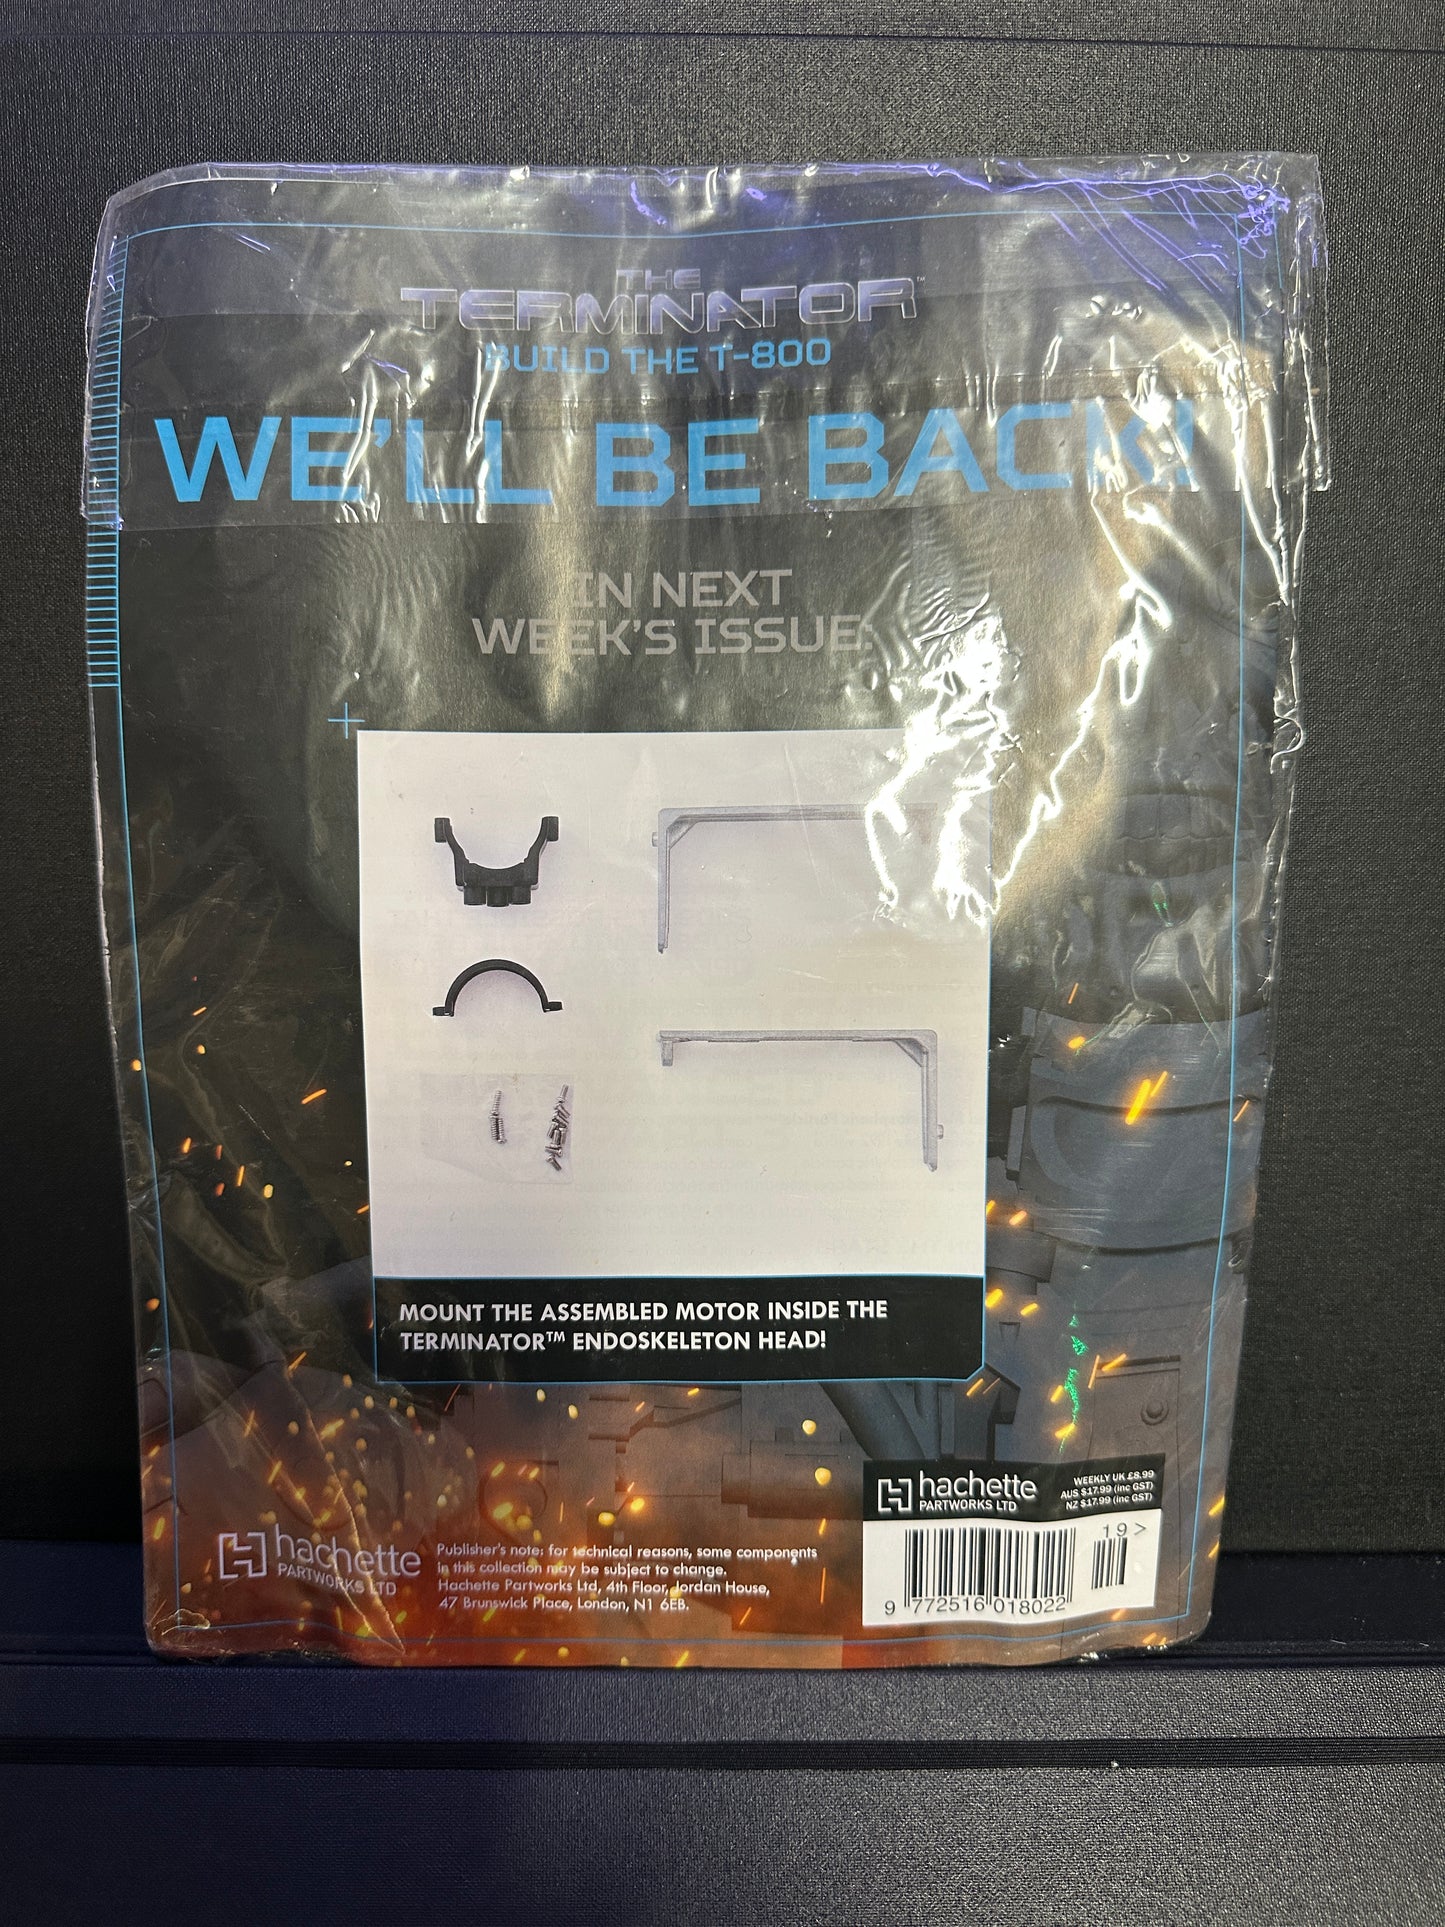 THE
TERMINATOR™
BUILD THE T-800
WE'LL BE BACK!
IN NEXT
WEEK'S ISSUE:
MOUNT THE ASSEMBLED MOTOR INSIDE THE
TERMINATOR™ ENDOSKELETON HEAD!
hachette
PARTWORKS LTD
Publisher's note: for technical reasons, some components
in this collection may be subject to change.
Hachette Partworks Ltd, 4th Floor, Jordan House,
47 Brunswick Place, London, N1 6EB.
hachette
PARTWORKS LTD
WEEKLY UK £8.99
AUS $17.99 (inc GST)
NZ $17.99 (inc GST)
19>
9 772516 018022